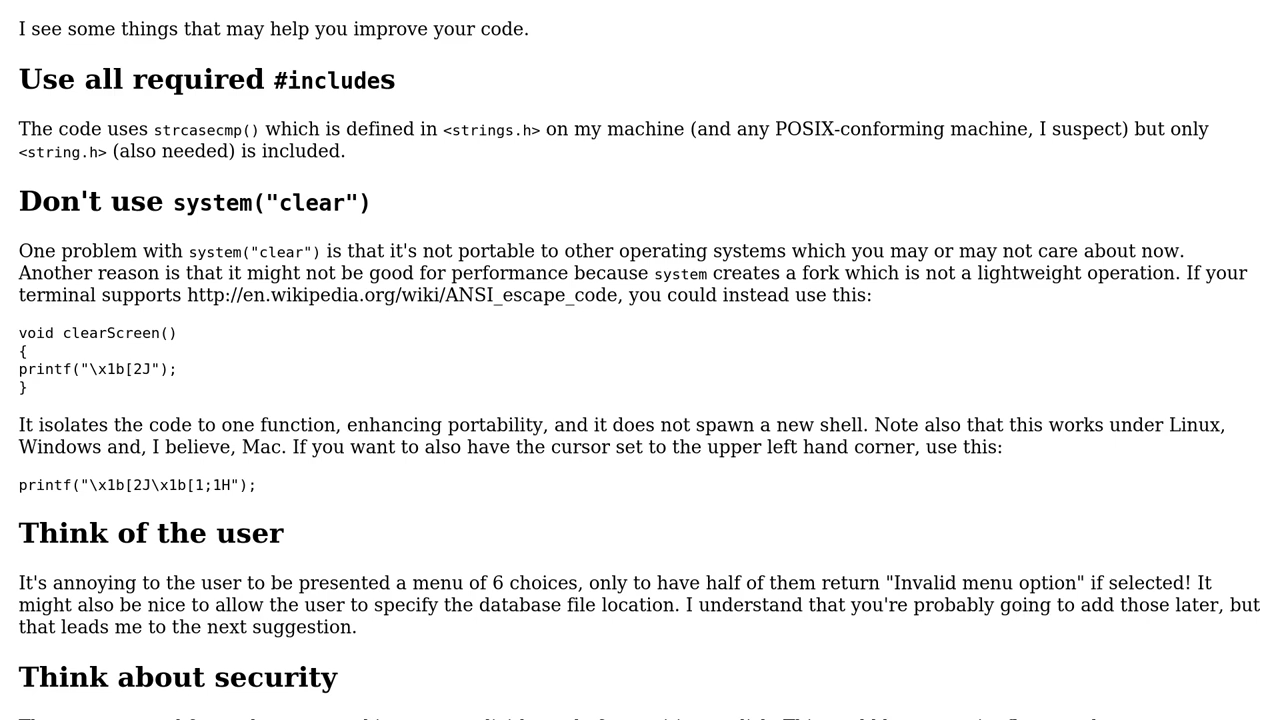 I see some things that may help you improve your code.
Use all required #includes
The code uses strcasecmp() which is defined in <strings.h> on my machine (and any POSIX-conforming machine, I suspect) but only
<string.h> (also needed) is included.
Don't use system("clear")
One problem with system("clear") is that it's not portable to other operating systems which you may or may not care about now.
Another reason is that it might not be good for performance because system creates a fork which is not a lightweight operation. If your
terminal supports http://en.wikipedia.org/wiki/ANSI_escape_code, you could instead use this:
void clearScreen()
{
printf("\x1b[2J");
}
It isolates the code to one function, enhancing portability, and it does not spawn a new shell. Note also that this works under Linux,
Windows and, I believe, Mac. If you want to also have the cursor set to the upper left hand corner, use this:
printf("\x1b[2J\x1b[1;1H");
Think of the user
It's annoying to the user to be presented a menu of 6 choices, only to have half of them return "Invalid menu option" if selected! It
might also be nice to allow the user to specify the database file location. I understand that you're probably going to add those later, but
that leads me to the next suggestion.
Think about security